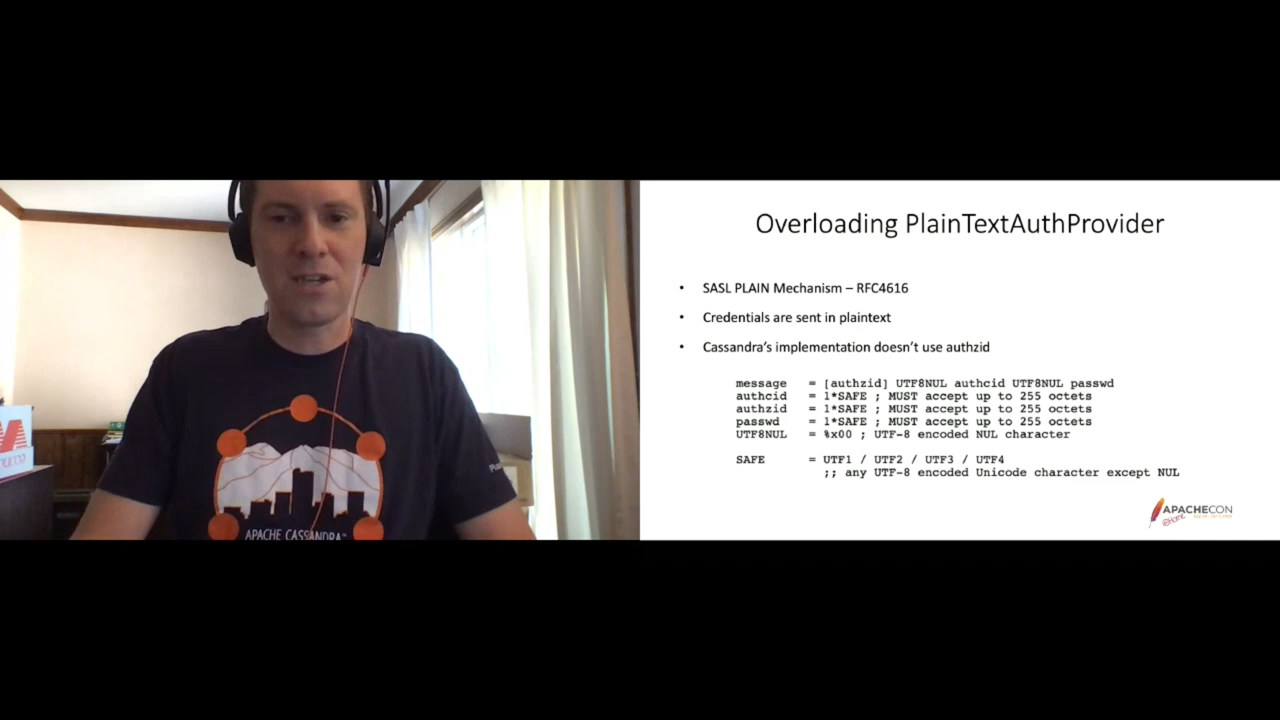 Overloading PlainTextAuthProvider
• SASL PLAIN Mechanism – RFC4616
• Credentials are sent in plaintext
• Cassandra's implementation doesn't use authzid
message = [authzid] UTF8NUL authcid UTF8NUL passwd
authcid = 1*SAFE ; MUST accept up to 255 octets
authzid = 1*SAFE ; MUST accept up to 255 octets
passwd = 1*SAFE ; MUST accept up to 255 octets
UTF8NUL = %x00 ; UTF-8 encoded NUL character
SAFE = UTF1 / UTF2 / UTF3 / UTF4
;; any UTF-8 encoded Unicode character except NUL
APACHECON
@Home
APACHE CASSANDRA™